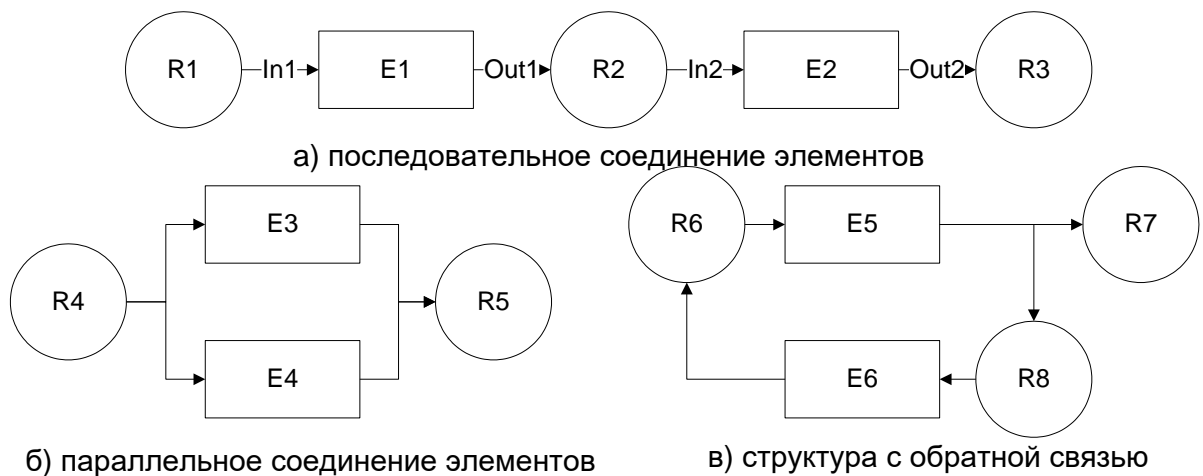 R1 In1 E1 Out1 R2 In2 E2 Out2 R3
а) последовательное соединение элементов
E3
R4 R5
E4
б) параллельное соединение элементов
R6 E5 R7
E6 R8
в) структура с обратной связью